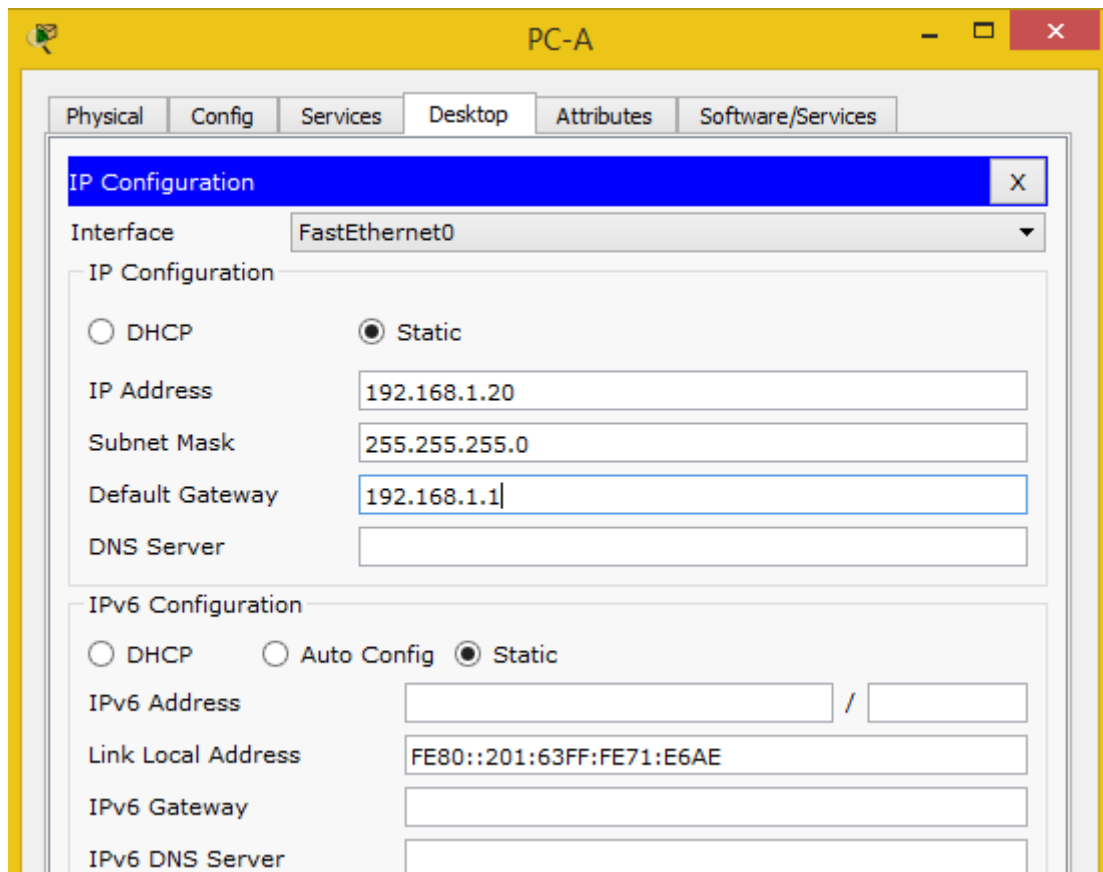 PC-A
Physical Config Services Desktop Attributes Software/Services
IP Configuration X
Interface FastEthernet0
IP Configuration
DHCP Static
IP Address 192.168.1.20
Subnet Mask 255.255.255.0
Default Gateway 192.168.1.1
DNS Server
IPv6 Configuration
DHCP Auto Config Static
IPv6 Address /
Link Local Address FE80::201:63FF:FE71:E6AE
IPv6 Gateway
IPv6 DNS Server